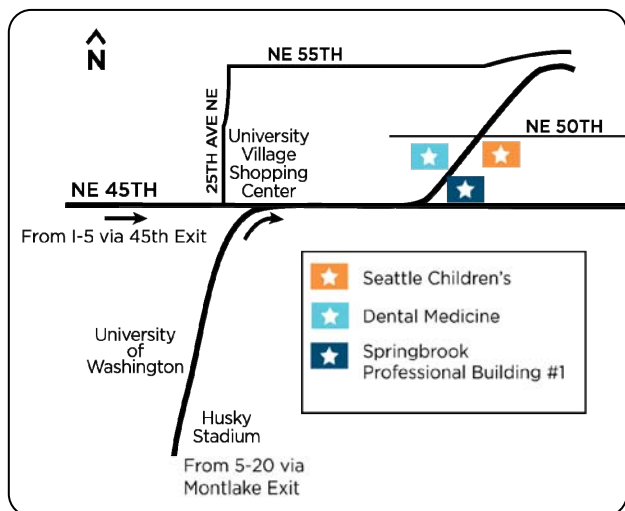 N
NE 55TH
25TH AVE NE
University
Village
Shopping
Center
NE 50TH
NE 45TH
From I-5 via 45th Exit
University
of
Washington
Husky
Stadium
From 5-20 via
Montlake Exit
Seattle Children's
Dental Medicine
Springbrook
Professional Building #1